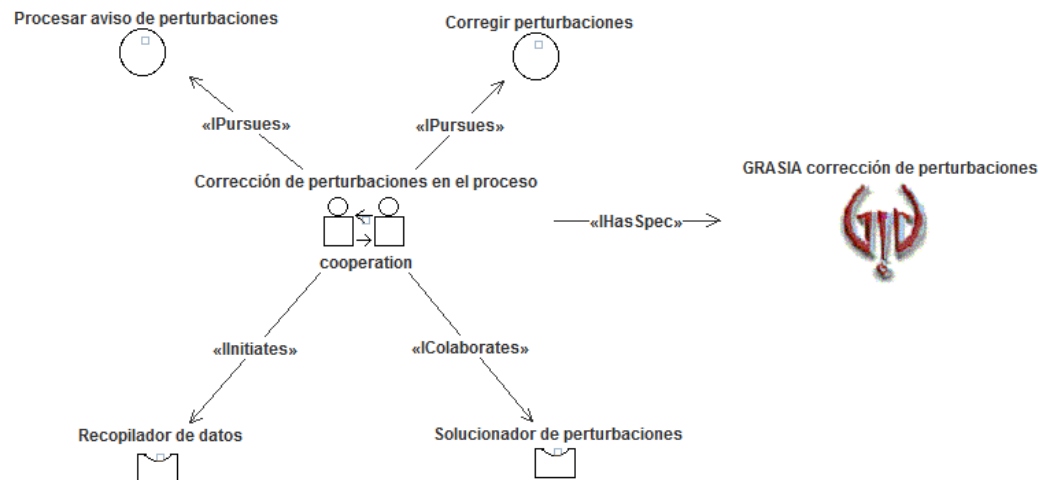 Procesar aviso de perturbaciones
Corregir perturbaciones
«IPursues»
«IPursues»
Corrección de perturbaciones en el proceso
GRASIA corrección de perturbaciones
«IHasSpec»
cooperation
«IInitiates»
«IColaborates»
Recopilador de datos
Solucionador de perturbaciones